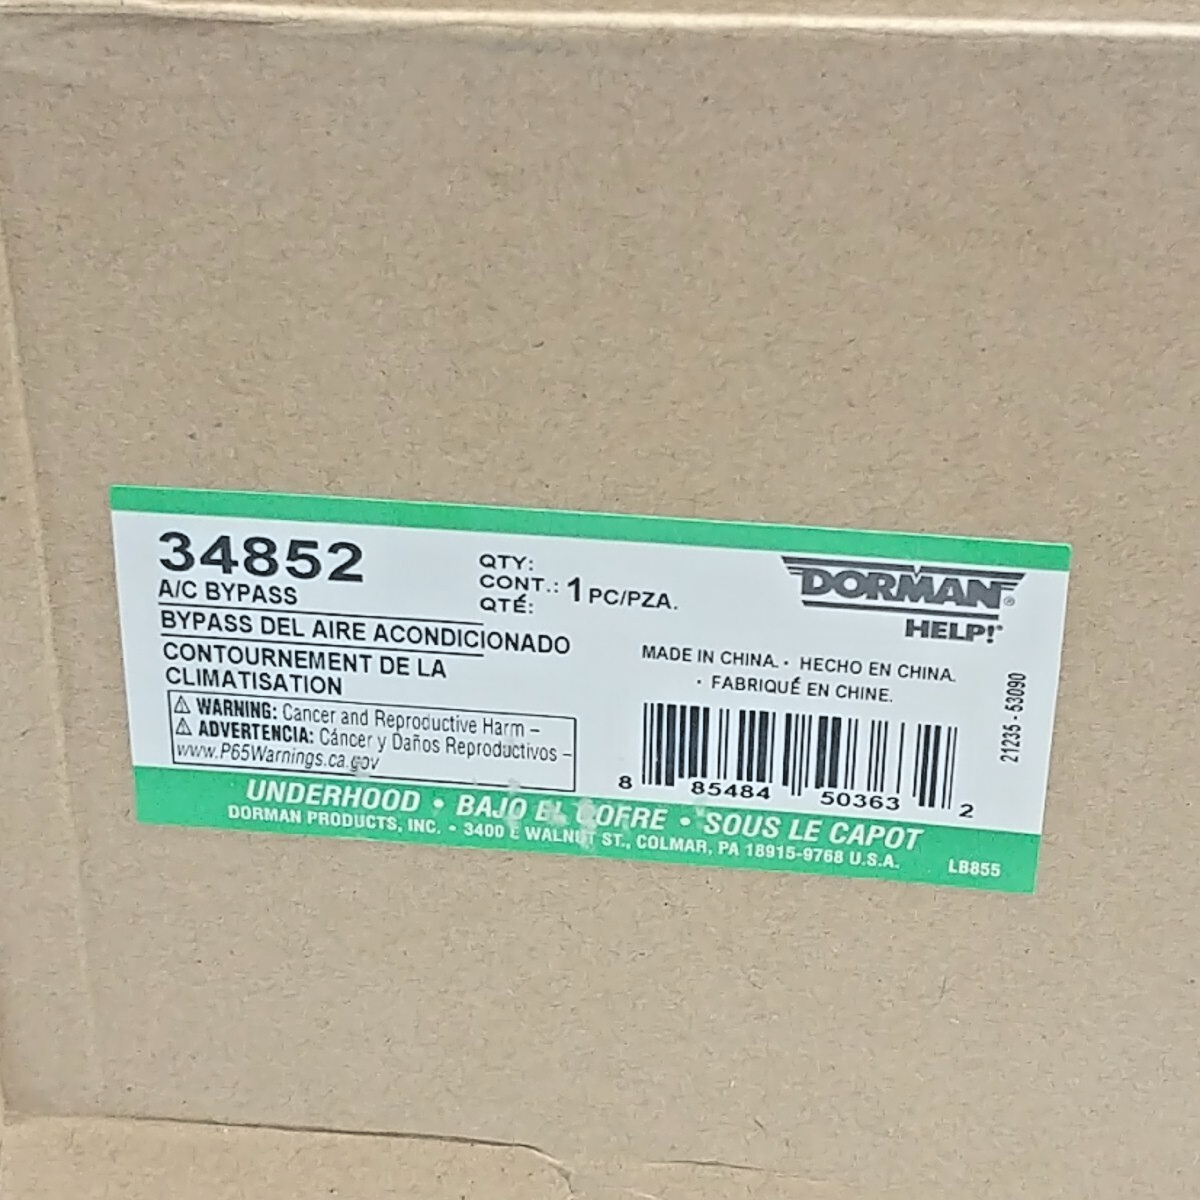 34852
A/C BYPASS
BYPASS DEL AIRE ACONDICIONADO
CONTOURNEMENT DE LA
CLIMATISATION
QTY:
CONT.: 1 PC/PZA.
QTÉ:
DORMAN®
HELP!®
MADE IN CHINA. · HECHO EN CHINA.
· FABRIQUÉ EN CHINE.
⚠ WARNING: Cancer and Reproductive Harm –
⚠ ADVERTENCIA: Cáncer y Daños Reproductivos –
www.P65Warnings.ca.gov
8 85484 50363 2
21235 - 53090
UNDERHOOD • BAJO EL COFRE • SOUS LE CAPOT
DORMAN PRODUCTS, INC. • 3400 E WALNUT ST., COLMAR, PA 18915-9768 U.S.A.
LB855